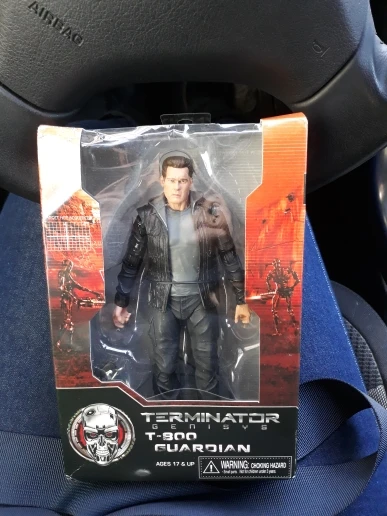 AIRBAG
TERMINATOR
GENISYS
T-800
GUARDIAN
AGES 17 & UP
WARNING: CHOKING HAZARD